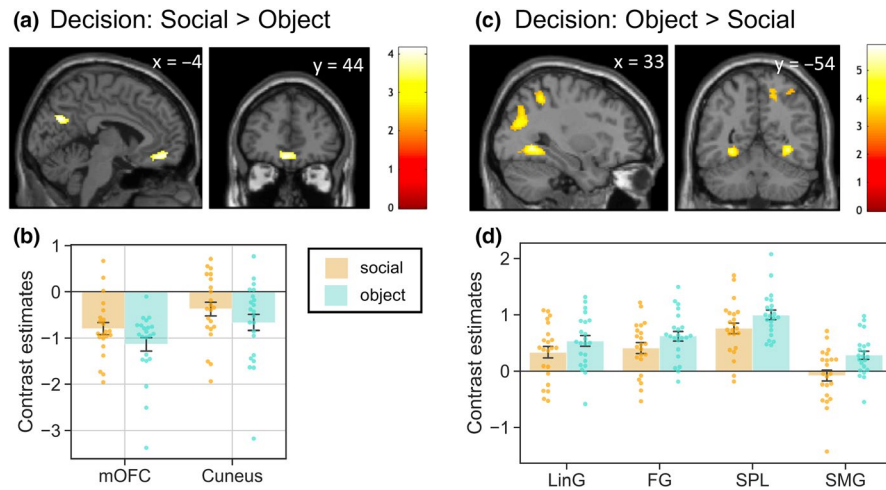 (a) Decision: Social > Object
x = −4
y = 44
4
3
2
1
0
(b)
1
0
−1
−2
−3
Contrast estimates
mOFC Cuneus
social
object
(c) Decision: Object > Social
x = 33
y = −54
5
4
3
2
1
0
(d)
2
1
0
−1
Contrast estimates
LinG FG SPL SMG